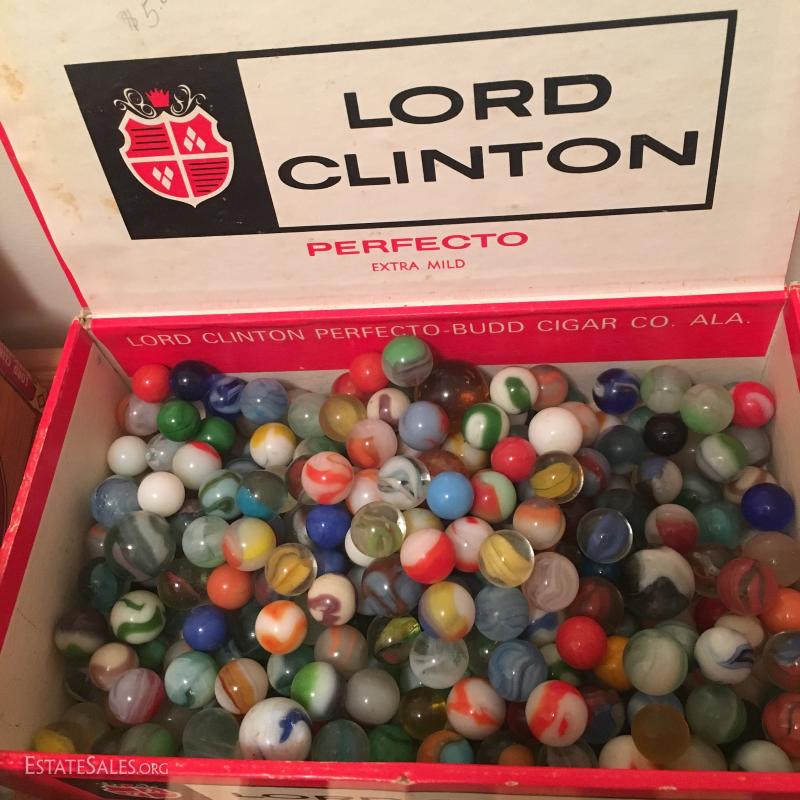 LORD
CLINTON
PERFECTO
EXTRA MILD
LORD CLINTON PERFECTO-BUDD CIGAR CO. ALA.
ESTATESALES.ORG